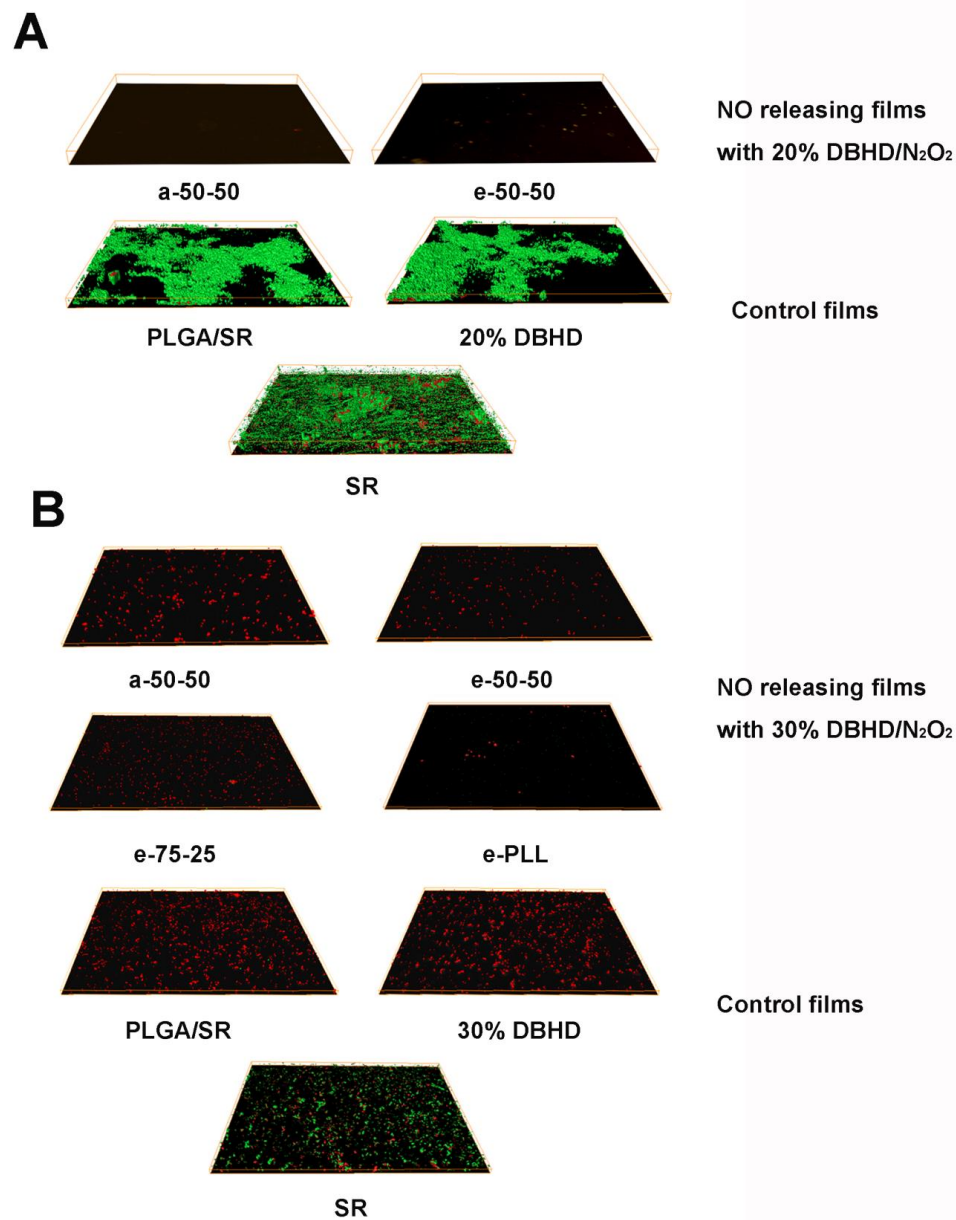 A
a-50-50
e-50-50
NO releasing films
with 20% DBHD/N₂O₂
PLGA/SR
20% DBHD
Control films
SR
B
a-50-50
e-50-50
NO releasing films
with 30% DBHD/N₂O₂
e-75-25
e-PLL
PLGA/SR
30% DBHD
Control films
SR